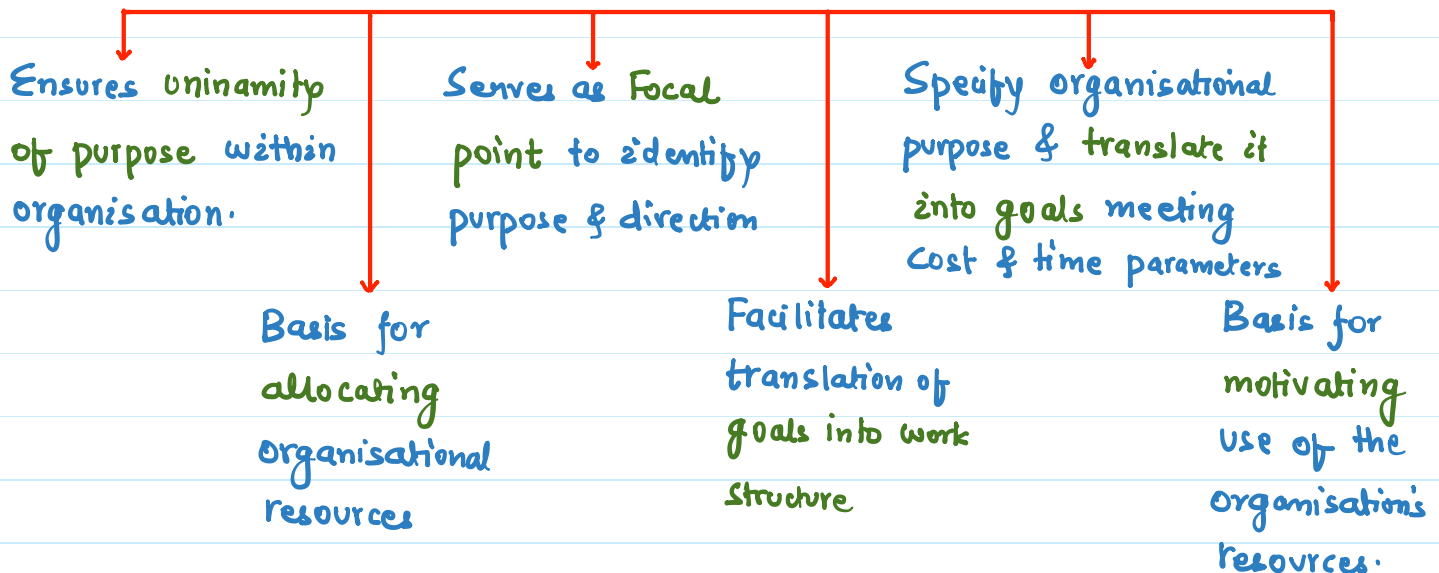 Ensures uninamity
of purpose within
organisation.
Serves as Focal
point to identify
purpose & direction
Specify organisational
purpose & translate it
into goals meeting
cost & time parameters
Basis for
allocating
organisational
resources
Facilitates
translation of
goals into work
structure
Basis for
motivating
use of the
organisation's
resources.